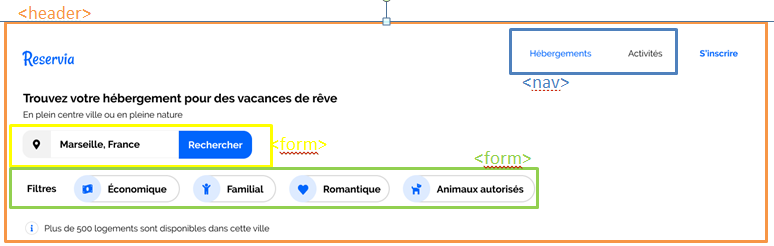 <header>
Reservia
Hébergements
Activités
S'inscrire
<nav>
Trouvez votre hébergement pour des vacances de rêve
En plein centre ville ou en pleine nature
Marseille, France
Rechercher
<form>
<form>
Filtres
Économique
Familial
Romantique
Animaux autorisés
Plus de 500 logements sont disponibles dans cette ville